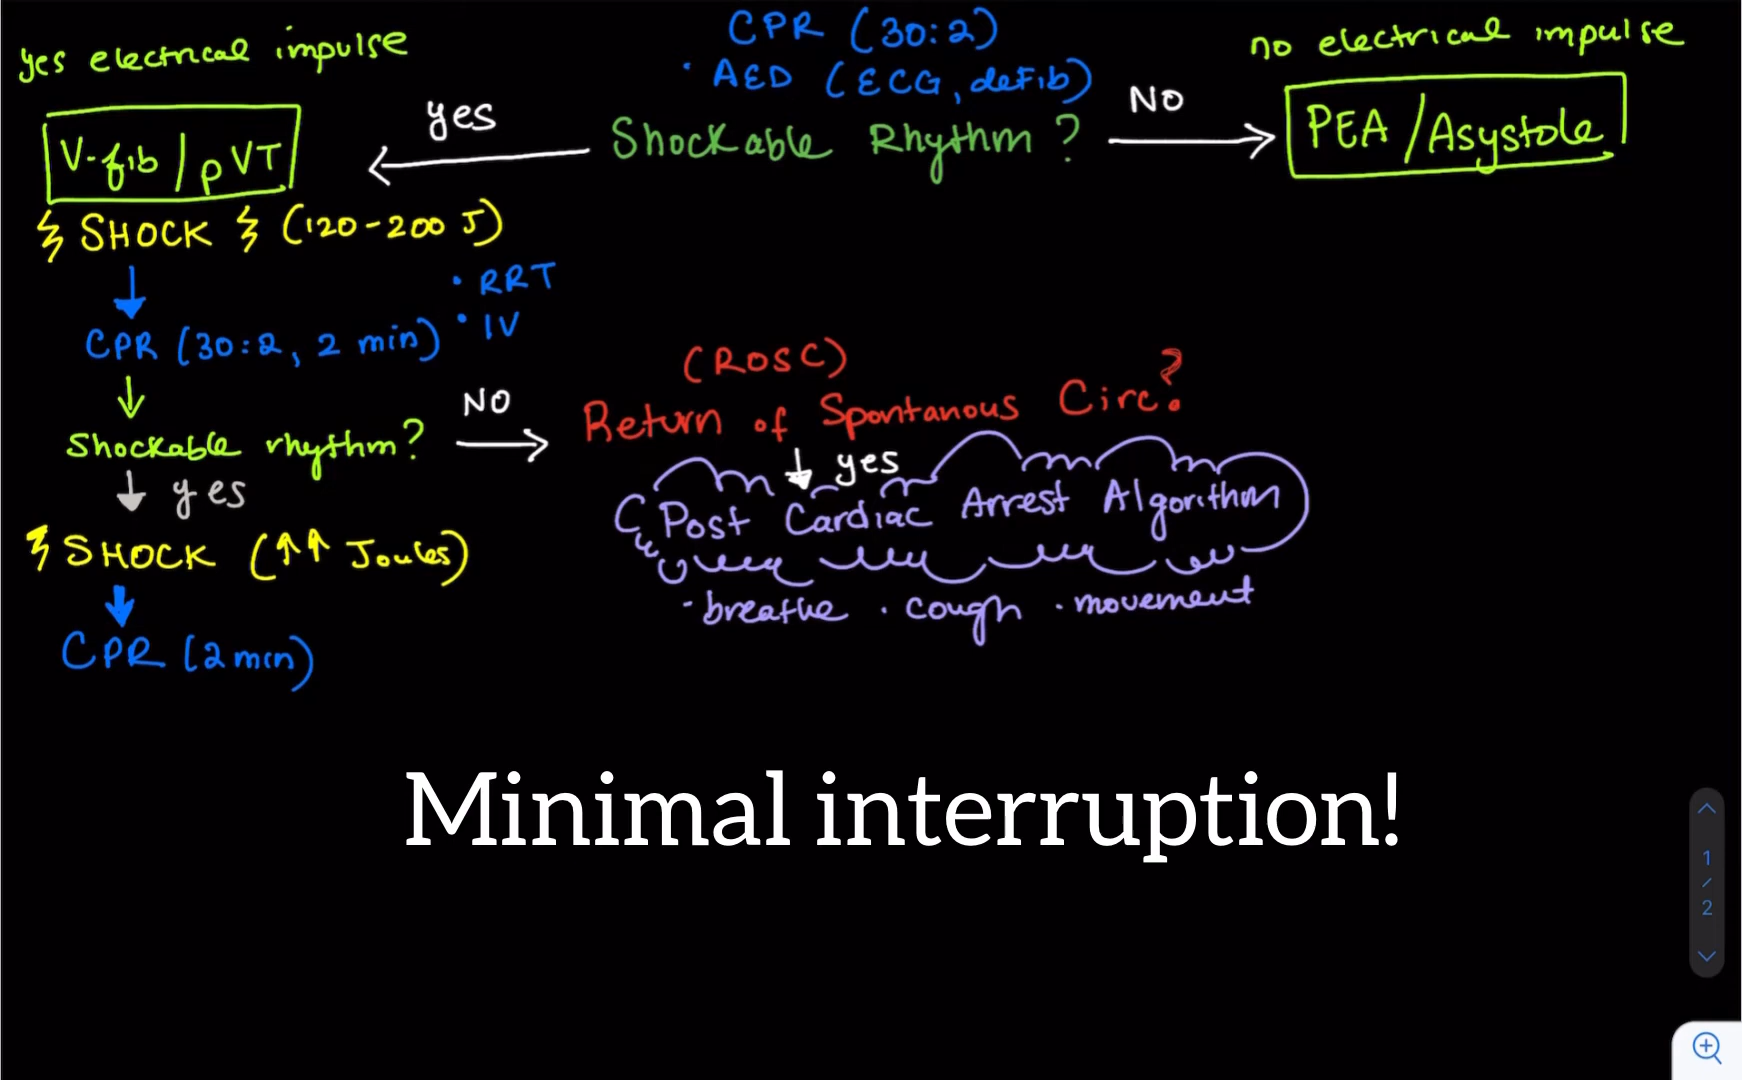 CPR (30:2)
yes electrical impulse
no electrical impulse
• AED (ECG, defib)
yes
NO
Shockable Rhythm?
V-fib / pVT
PEA / Asystole
SHOCK (120-200 J)
• RRT
• IV
CPR (30:2, 2 min)
(ROSC)
NO
Return of Spontanous Circ?
Shockable rhythm?
yes
yes
Post Cardiac Arrest Algorithm
SHOCK (↑↑ Joules)
- breathe • cough • movement
CPR (2 min)
Minimal interruption!
1
/
2